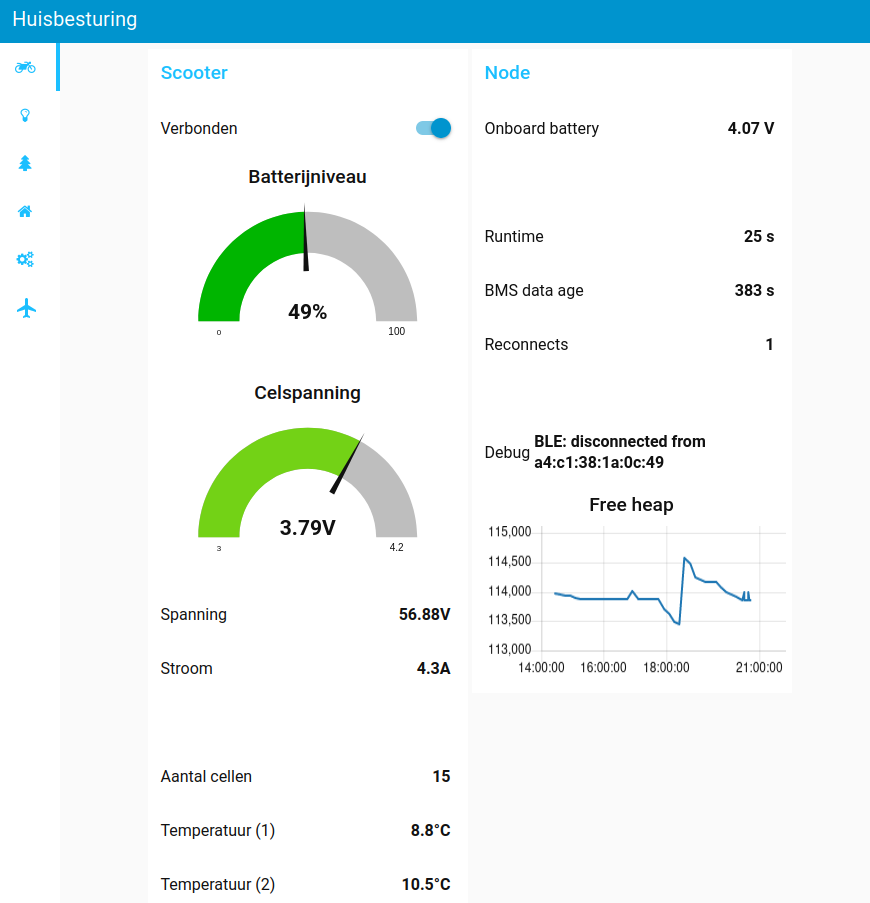 Huisbesturing
Scooter
Verbonden
Batterijniveau
49%
0
100
Celspanning
3.79V
3
4.2
Spanning
56.88V
Stroom
4.3A
Aantal cellen
15
Temperatuur (1)
8.8°C
Temperatuur (2)
10.5°C
Node
Onboard battery
4.07 V
Runtime
25 s
BMS data age
383 s
Reconnects
1
Debug
BLE: disconnected from
a4:c1:38:1a:0c:49
Free heap
115,000
114,500
114,000
113,500
113,000
14:00:00
16:00:00
18:00:00
21:00:00